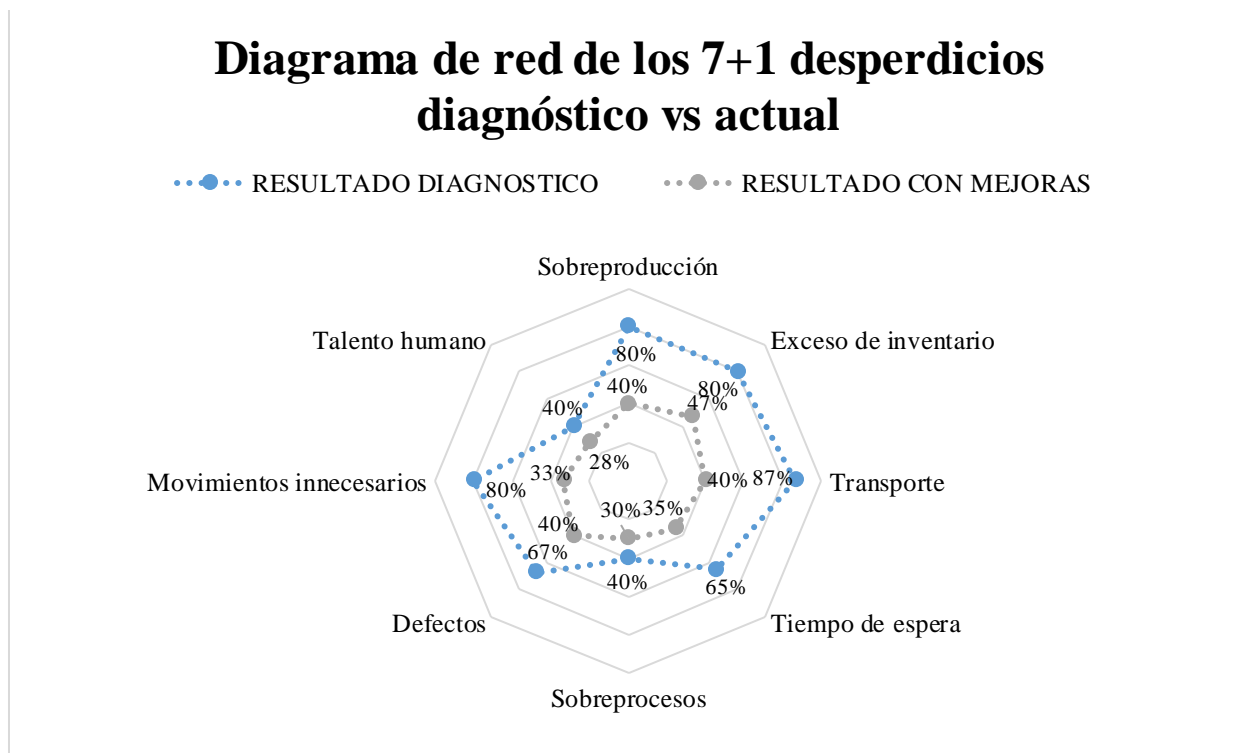 Diagrama de red de los 7+1 desperdicios
diagnóstico vs actual
RESULTADO DIAGNOSTICO
RESULTADO CON MEJORAS
Sobreproducción
Talento humano
Exceso de inventario
80%
40%
80%
47%
40%
28%
Movimientos innecesarios
33%
80%
40%
87%
Transporte
30%
35%
40%
67%
40%
65%
Defectos
Tiempo de espera
Sobreprocesos